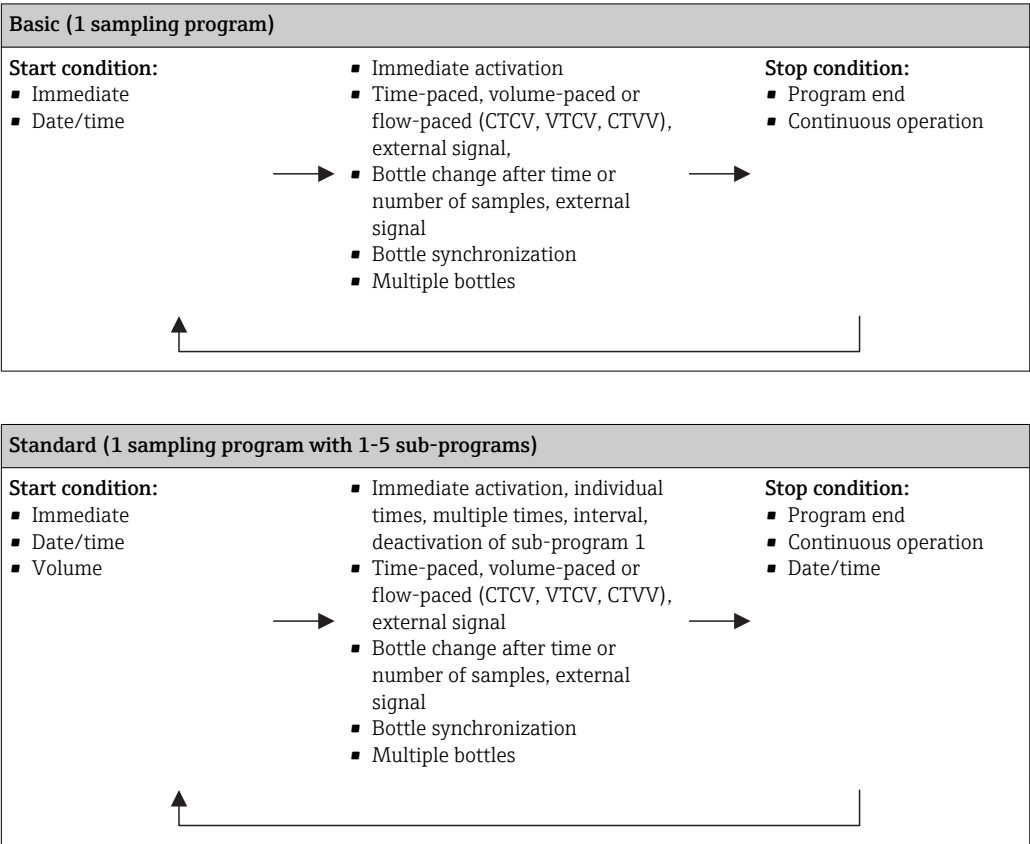 Basic (1 sampling program)
Start condition:
▪ Immediate
▪ Date/time
▪ Immediate activation
▪ Time-paced, volume-paced or
flow-paced (CTCV, VTCV, CTVV),
external signal,
▪ Bottle change after time or
number of samples, external
signal
▪ Bottle synchronization
▪ Multiple bottles
Stop condition:
▪ Program end
▪ Continuous operation
Standard (1 sampling program with 1-5 sub-programs)
Start condition:
▪ Immediate
▪ Date/time
▪ Volume
▪ Immediate activation, individual
times, multiple times, interval,
deactivation of sub-program 1
▪ Time-paced, volume-paced or
flow-paced (CTCV, VTCV, CTVV),
external signal
▪ Bottle change after time or
number of samples, external
signal
▪ Bottle synchronization
▪ Multiple bottles
Stop condition:
▪ Program end
▪ Continuous operation
▪ Date/time